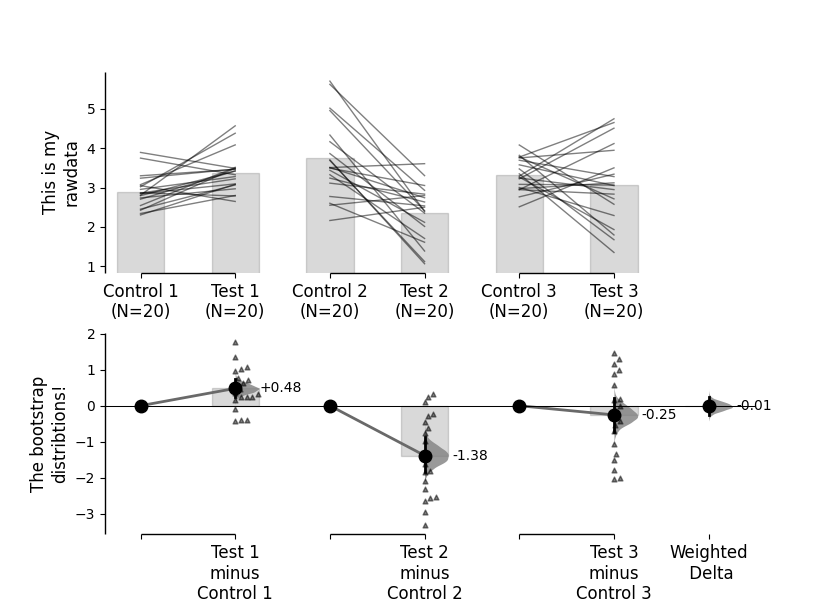 This is my
rawdata
5
4
3
2
1
Control 1
(N=20)
Test 1
(N=20)
Control 2
(N=20)
Test 2
(N=20)
Control 3
(N=20)
Test 3
(N=20)
The bootstrap
distribtions!
2
1
0
−1
−2
−3
+0.48
-1.38
-0.25
-0.01
Test 1
minus
Control 1
Test 2
minus
Control 2
Test 3
minus
Control 3
Weighted
Delta